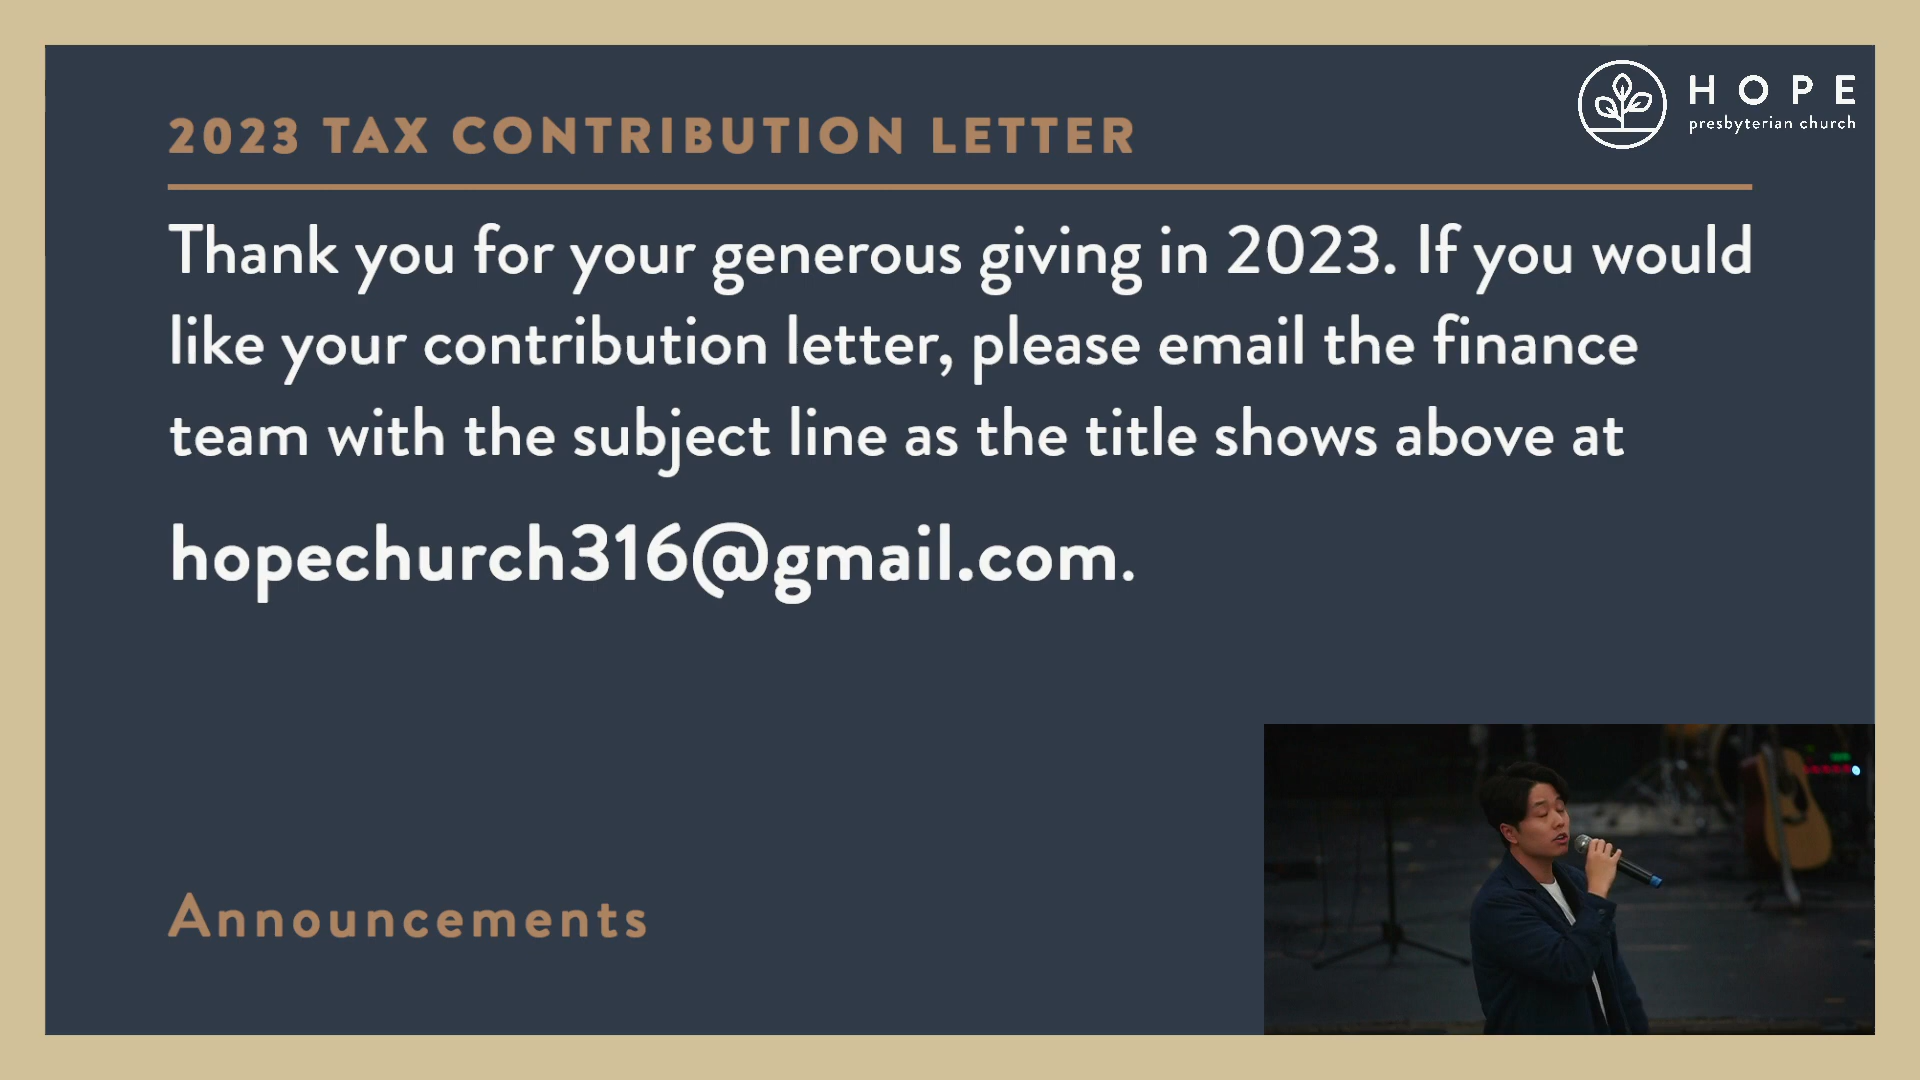 HOPE
presbyterian church
2023 TAX CONTRIBUTION LETTER
Thank you for your generous giving in 2023. If you would
like your contribution letter, please email the finance
team with the subject line as the title shows above at
hopechurch316@gmail.com.
Announcements